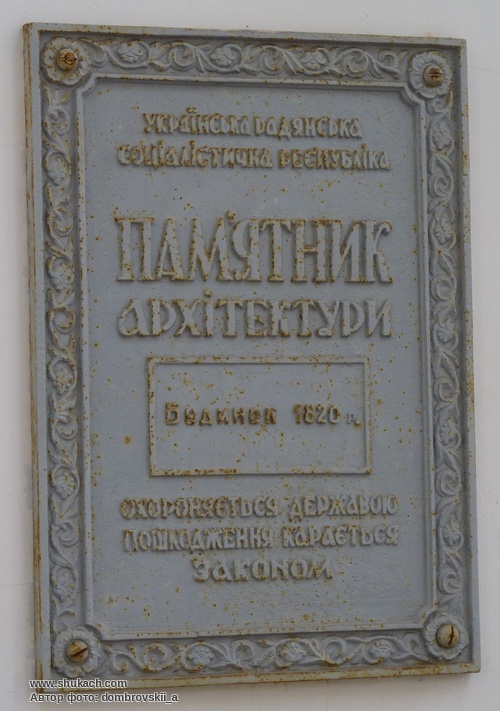 Українська Радянська
Соціалістична Республіка
ПАМ'ЯТНИК
архітектури
Будинок 1820 р.
Охороняється державою
пошкодження карається
законом
www.shukach.com
Автор фото: dombrovskii_a